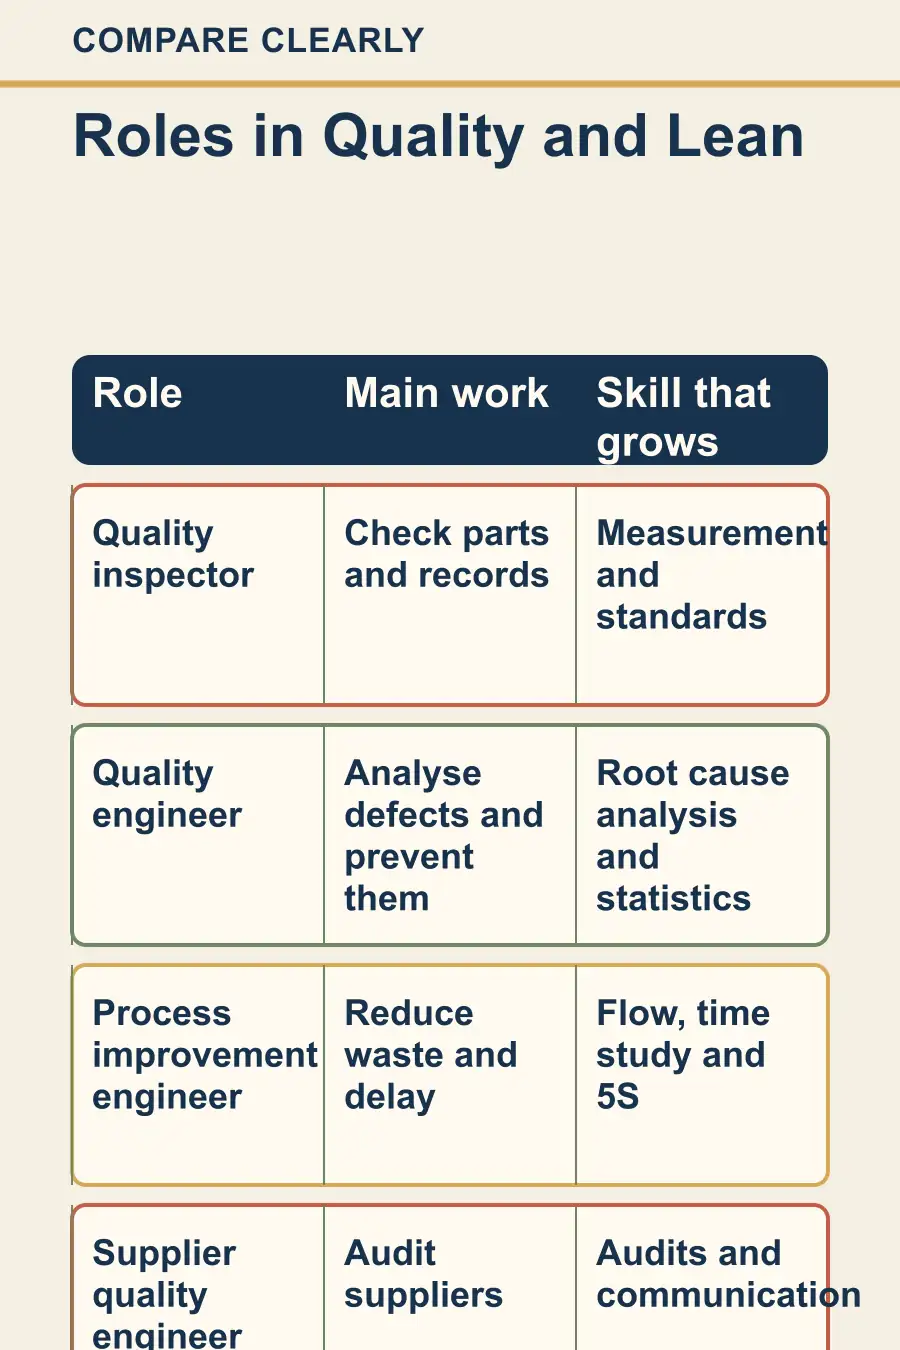 COMPARE CLEARLY
Roles in Quality and Lean
Role
Main work
Skill that
grows
Quality
inspector
Check parts
and records
Measurement
and
standards
Quality
engineer
Analyse
defects and
prevent
them
Root cause
analysis
and
statistics
Process
improvement
engineer
Reduce
waste and
delay
Flow, time
study and
5S
Supplier
quality
engineer
Audit
suppliers
Audits and
communication